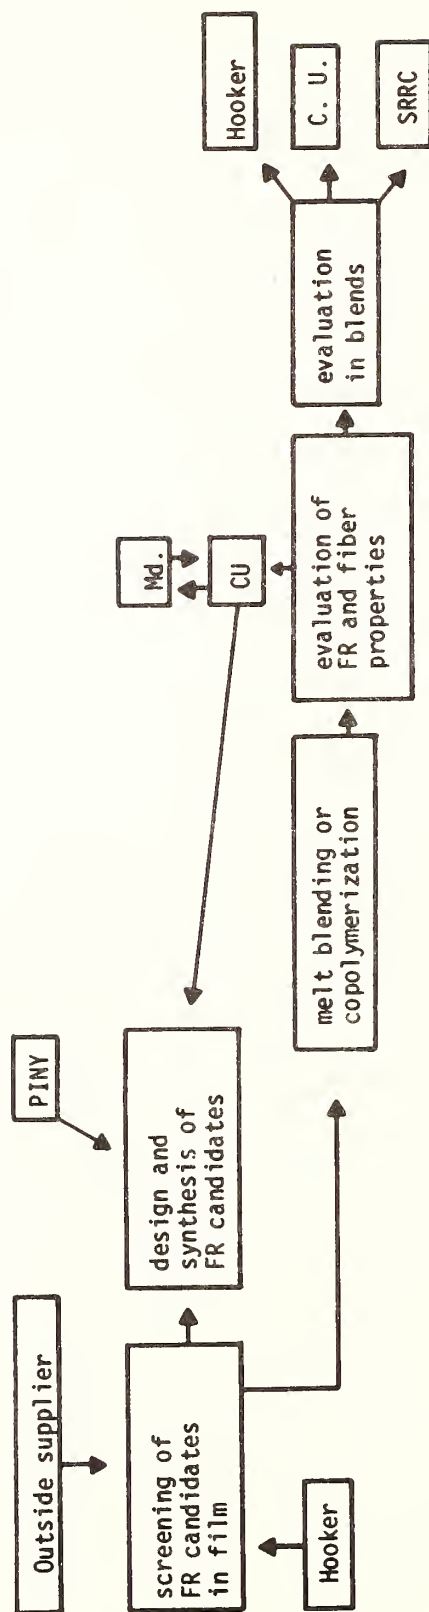 Outside supplier
screening of
FR candidates
in film
Hooker
PINY
design and
synthesis of
FR candidates
melt blending or
copolymerization
Md.
CU
evaluation of
FR and fiber
properties
evaluation
in blends
Hooker
C. U.
SRRC